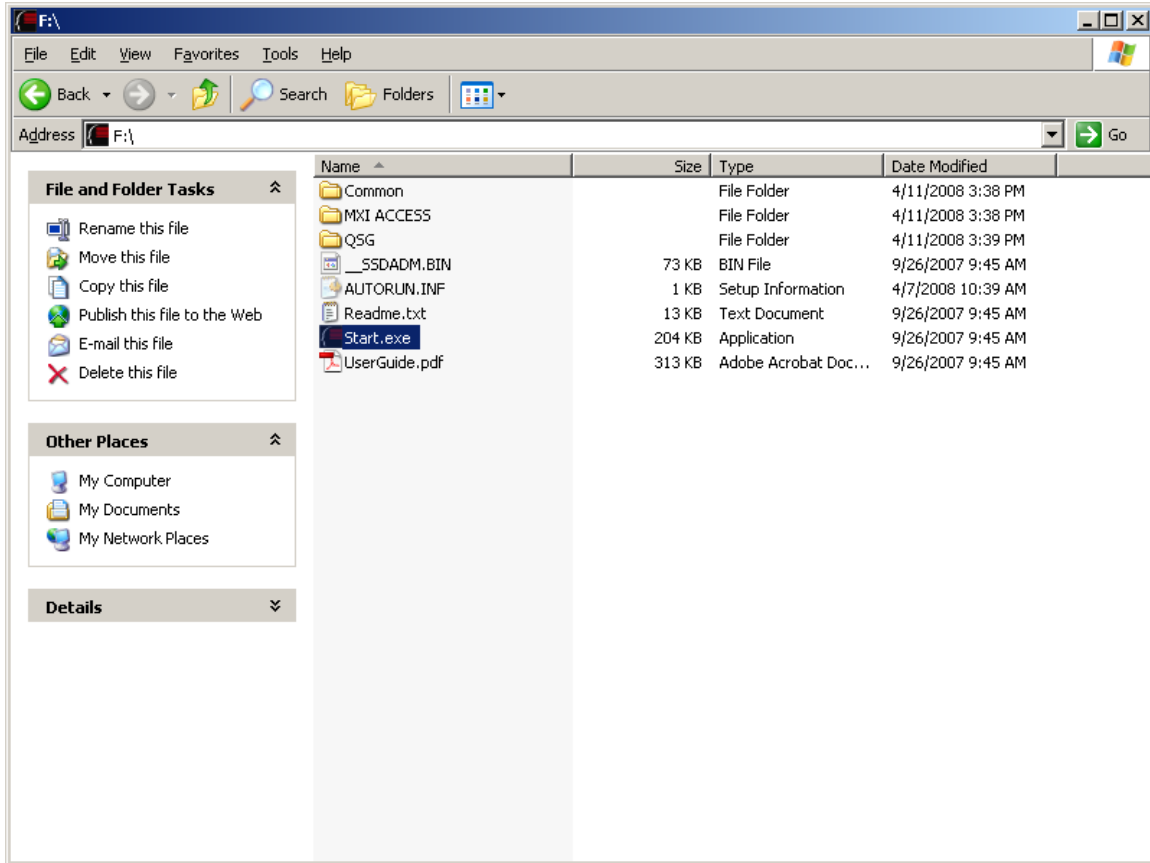 F:\
File Edit View Favorites Tools Help
Back Search Folders
Address F:\ Go
File and Folder Tasks
Rename this file
Move this file
Copy this file
Publish this file to the Web
E-mail this file
Delete this file
Other Places
My Computer
My Documents
My Network Places
Details
Name Size Type Date Modified
Common File Folder 4/11/2008 3:38 PM
MXI ACCESS File Folder 4/11/2008 3:38 PM
QSG File Folder 4/11/2008 3:39 PM
__SSDADM.BIN 73 KB BIN File 9/26/2007 9:45 AM
AUTORUN.INF 1 KB Setup Information 4/7/2008 10:39 AM
Readme.txt 13 KB Text Document 9/26/2007 9:45 AM
Start.exe 204 KB Application 9/26/2007 9:45 AM
UserGuide.pdf 313 KB Adobe Acrobat Doc... 9/26/2007 9:45 AM